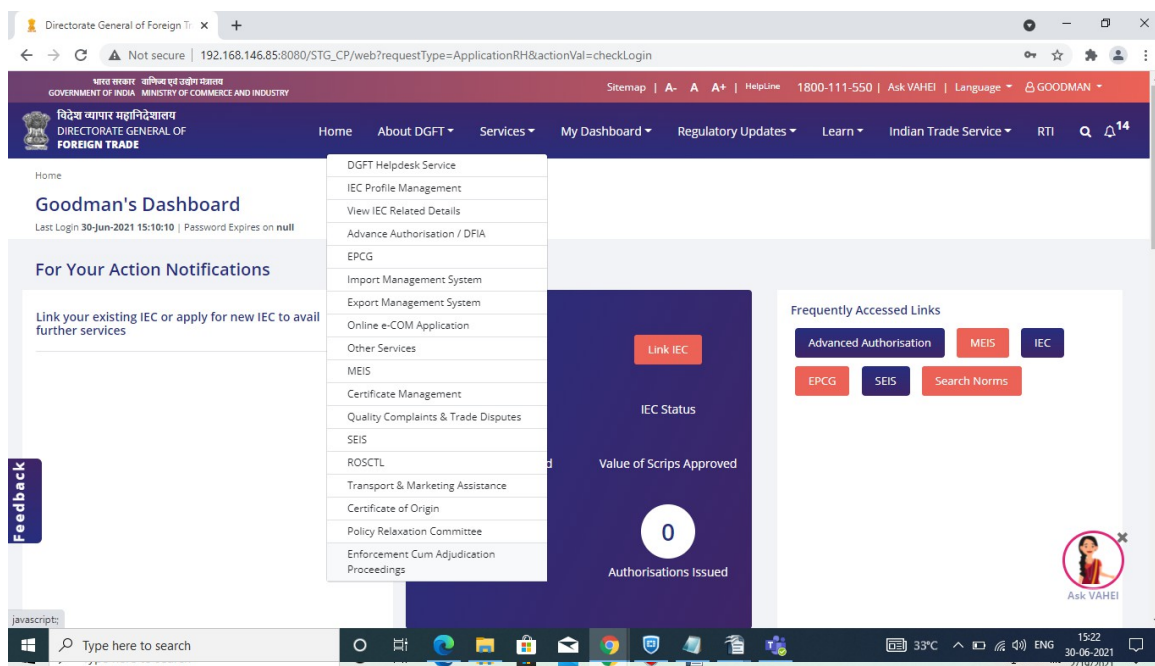 Directorate General of Foreign Tr
Not secure | 192.168.146.85:8080/STG_CP/web?requestType=ApplicationRH&actionVal=checkLogin
भारत सरकार वाणिज्य एवं उद्योग मंत्रालय
GOVERNMENT OF INDIA MINISTRY OF COMMERCE AND INDUSTRY
Sitemap | A- A A+ | HelpLine 1800-111-550 | Ask VAHEI | Language GOODMAN
विदेश व्यापार महानिदेशालय
DIRECTORATE GENERAL OF
FOREIGN TRADE
Home About DGFT Services My Dashboard Regulatory Updates Learn Indian Trade Service RTI 14
Home
Goodman's Dashboard
Last Login 30-Jun-2021 15:10:10 | Password Expires on null
DGFT Helpdesk Service
IEC Profile Management
View IEC Related Details
Advance Authorisation / DFIA
EPCG
Import Management System
Export Management System
Online e-COM Application
Other Services
MEIS
Certificate Management
Quality Complaints & Trade Disputes
SEIS
ROSCTL
Transport & Marketing Assistance
Certificate of Origin
Policy Relaxation Committee
Enforcement Cum Adjudication
Proceedings
For Your Action Notifications
Link your existing IEC or apply for new IEC to avail
further services
Link IEC
IEC Status
d Value of Scrips Approved
0
Authorisations Issued
Frequently Accessed Links
Advanced Authorisation MEIS IEC
EPCG SEIS Search Norms
Feedback
Ask VAHEI
javascript:;
Type here to search
33°C ENG 15:22
30-06-2021